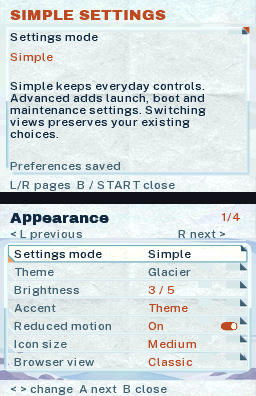 SIMPLE SETTINGS
Settings mode
Simple
Simple keeps everyday controls.
Advanced adds launch, boot and
maintenance settings. Switching
views preserves your existing
choices.
Preferences saved
L/R pages B / START close
Appearance 1/4
< L previous R next >
Settings mode Simple
Theme Glacier
Brightness 3 / 5
Accent Theme
Reduced motion On
Icon size Medium
Browser view Classic
< > change A next B close